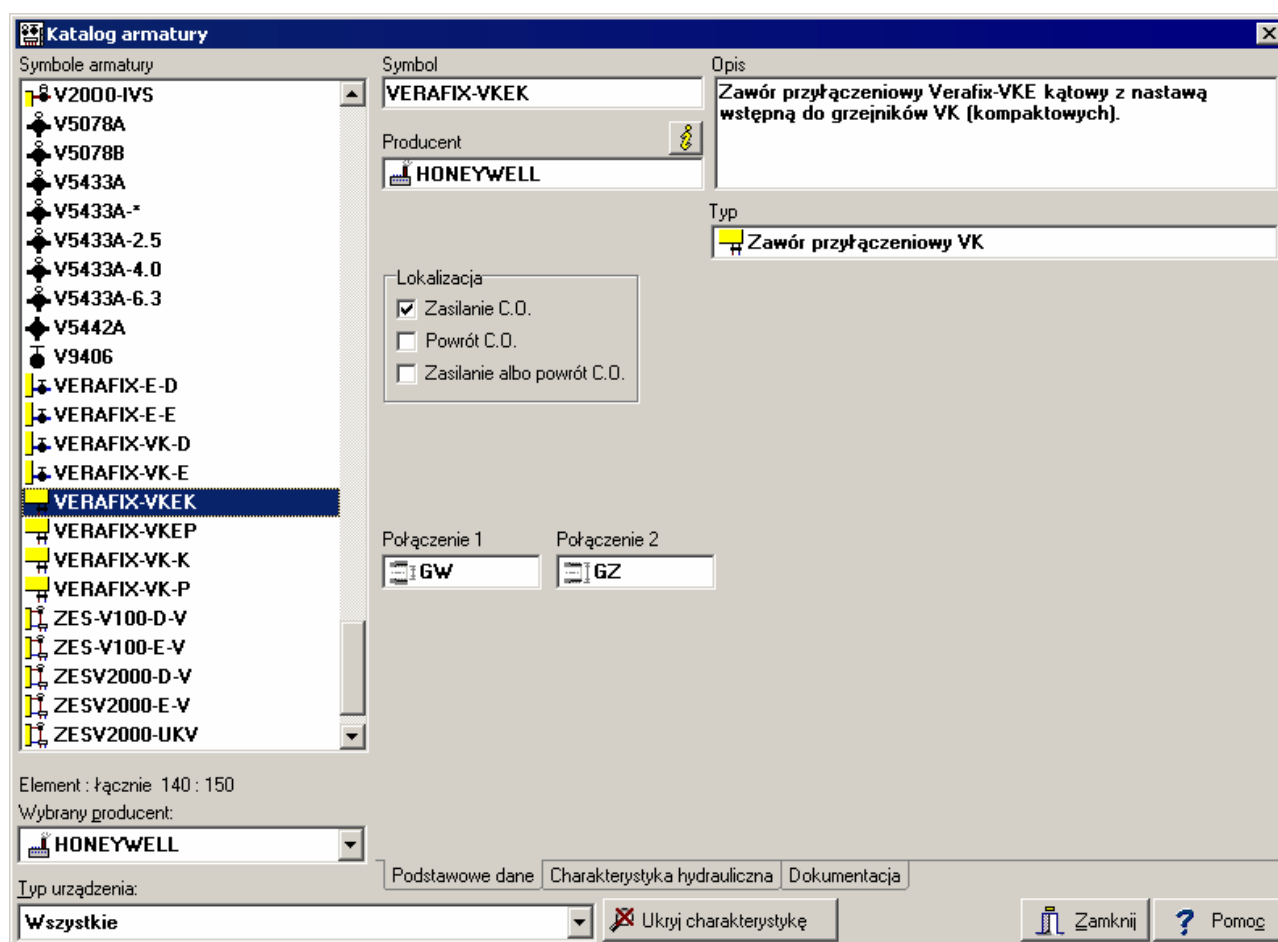 Katalog armatury
Symbole armatury
V2000-IVS
V5078A
V5078B
V5433A
V5433A-*
V5433A-2.5
V5433A-4.0
V5433A-6.3
V5442A
V9406
VERAFIX-E-D
VERAFIX-E-E
VERAFIX-VK-D
VERAFIX-VK-E
VERAFIX-VKEK
VERAFIX-VKEP
VERAFIX-VK-K
VERAFIX-VK-P
ZES-V100-D-V
ZES-V100-E-V
ZESV2000-D-V
ZESV2000-E-V
ZESV2000-UKV
Element : łącznie 140 : 150
Wybrany producent:
HONEYWELL
Typ urządzenia:
Wszystkie
Symbol
VERAFIX-VKEK
Producent
HONEYWELL
Opis
Zawór przyłączeniowy Verafix-VKE kątowy z nastawą
wstępną do grzejników VK (kompaktowych).
Typ
Zawór przyłączeniowy VK
Lokalizacja
Zasilanie C.O.
Powrót C.O.
Zasilanie albo powrót C.O.
Połączenie 1 Połączenie 2
GW GZ
Podstawowe dane Charakterystyka hydrauliczna Dokumentacja
Ukryj charakterystykę Zamknij ? Pomoc